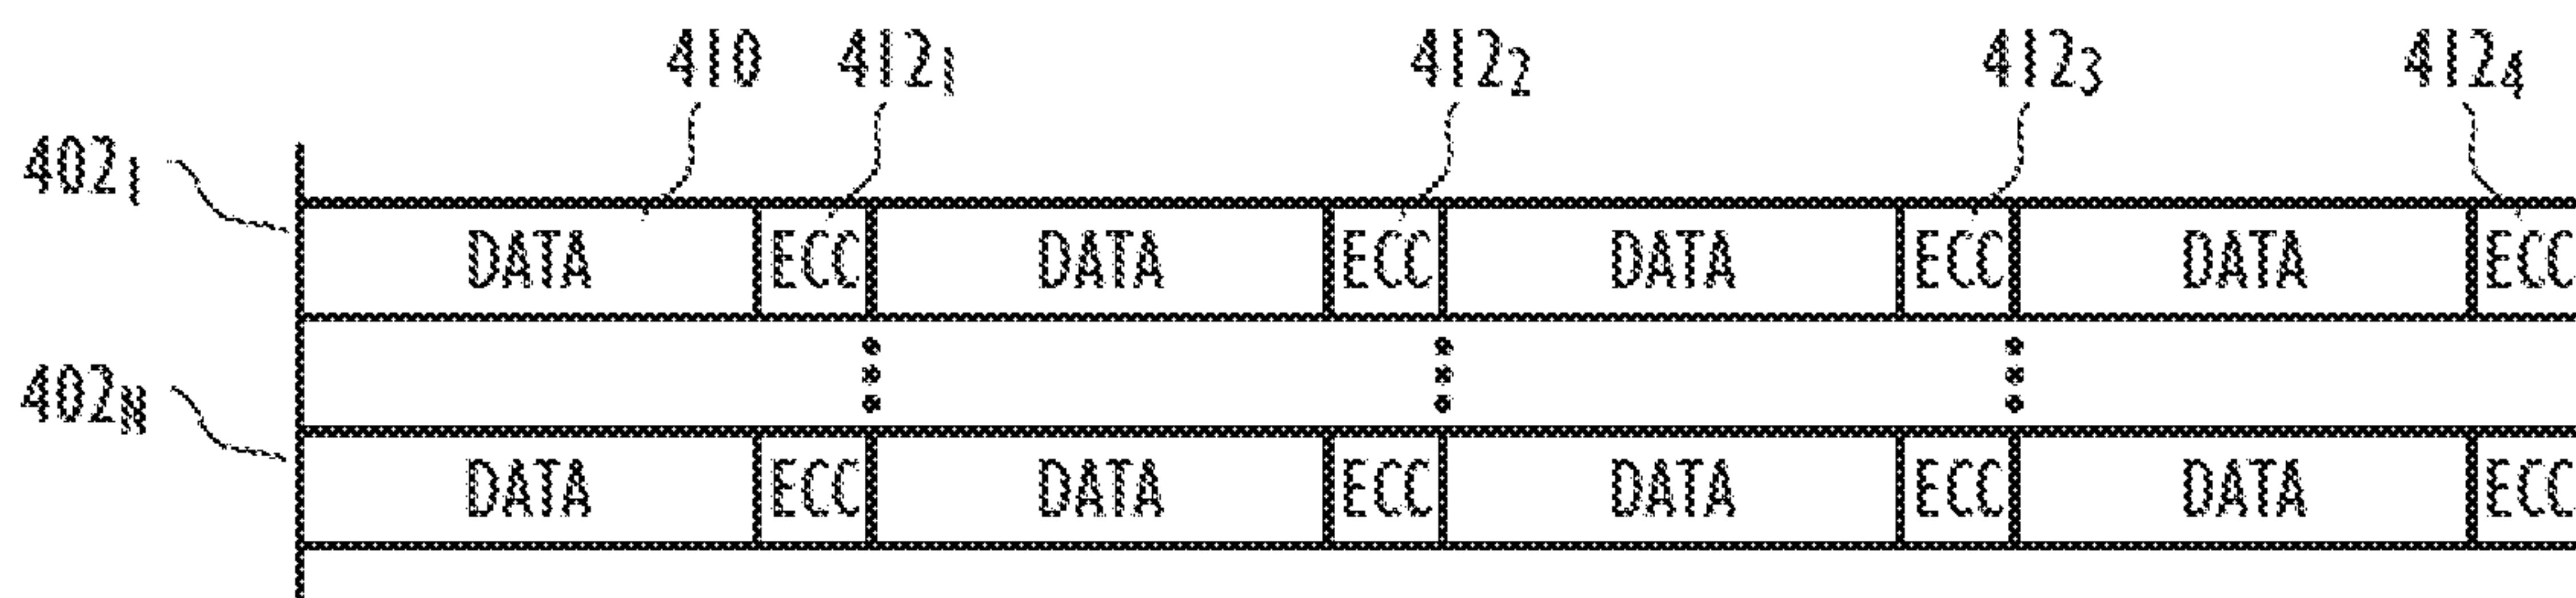 410 412₁ 412₂ 412₃ 412₄
402₁
DATA ECC DATA ECC DATA ECC DATA ECC
402N
DATA ECC DATA ECC DATA ECC DATA ECC